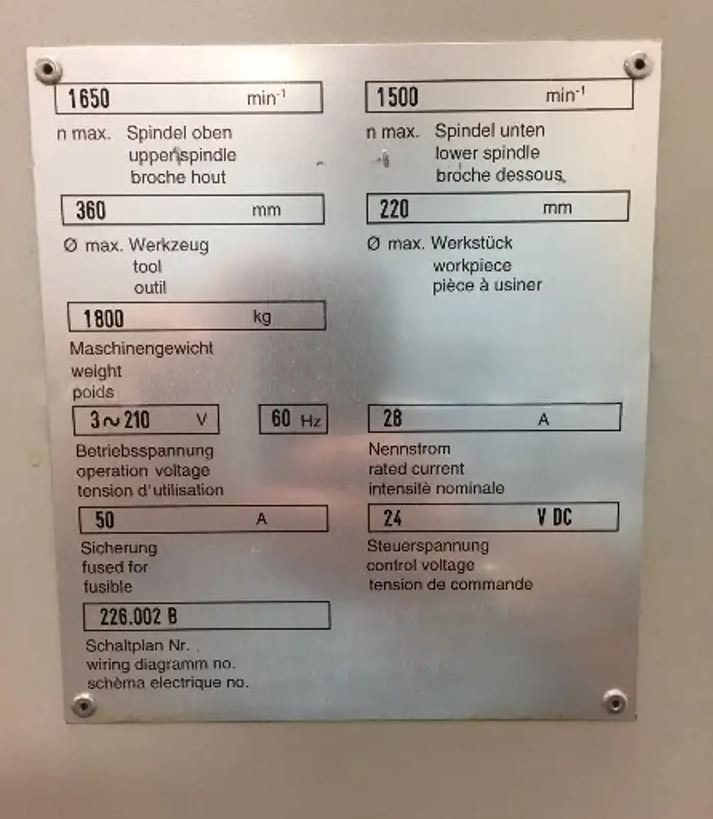 1650 min-1
1500 min-1
n max. Spindel oben
upper spindle
broche hout
n max. Spindel unten
lower spindle
broche dessous
360 mm
220 mm
Ø max. Werkzeug
tool
outil
Ø max. Werkstück
workpiece
pièce à usiner
1800 kg
Maschinengewicht
weight
poids
3~210 V
60 Hz
28 A
Betriebsspannung
operation voltage
tension d'utilisation
Nennstrom
rated current
intensitè nominale
50 A
24 V DC
Sicherung
fused for
fusible
Steuerspannung
control voltage
tension de commande
226.002 B
Schaltplan Nr.
wiring diagramm no.
schèma electrique no.